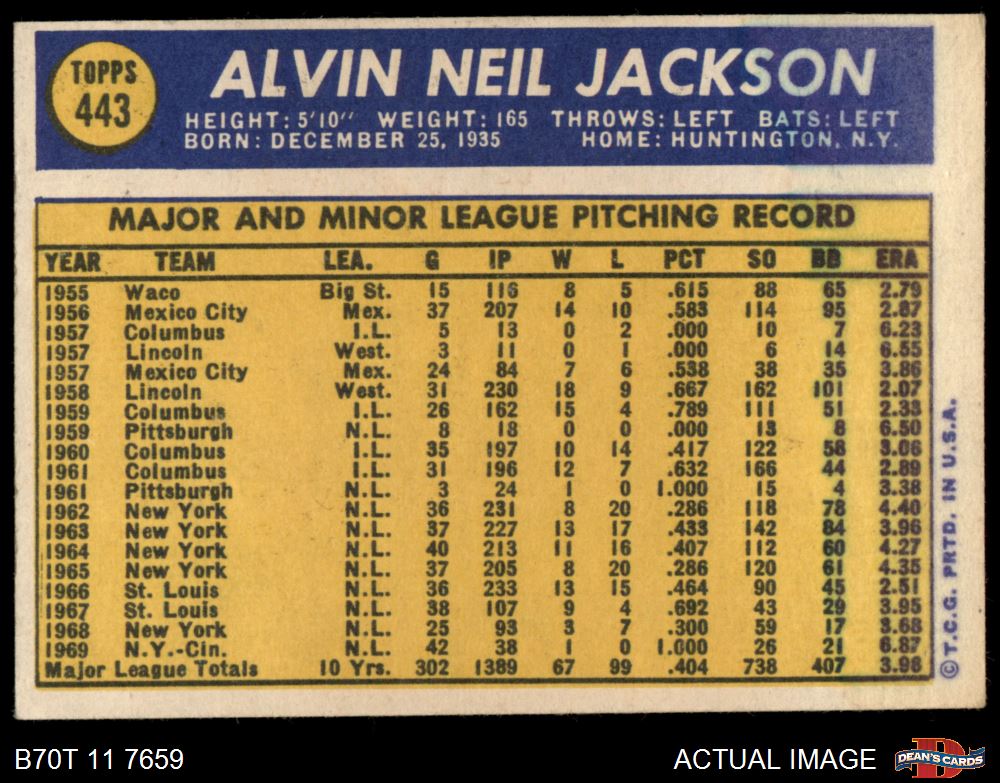 TOPPS
443
ALVIN NEIL JACKSON
HEIGHT: 5'10" WEIGHT: 165 THROWS: LEFT BATS: LEFT
BORN: DECEMBER 25, 1935 HOME: HUNTINGTON, N.Y.
MAJOR AND MINOR LEAGUE PITCHING RECORD
YEAR TEAM LEA. G IP W L PCT SO BB ERA
1955 Waco Big St. 15 116 8 5 .615 88 65 2.79
1956 Mexico City Mex. 37 207 14 10 .583 114 95 2.87
1957 Columbus I.L. 5 13 0 2 .000 10 7 6.23
1957 Lincoln West. 3 11 0 1 .000 6 14 6.55
1957 Mexico City Mex. 24 84 7 6 .538 38 35 3.86
1958 Lincoln West. 31 230 18 9 .667 162 101 2.07
1959 Columbus I.L. 26 162 15 4 .789 111 51 2.33
1959 Pittsburgh N.L. 8 18 0 0 .000 13 8 6.50
1960 Columbus I.L. 35 197 10 14 .417 122 58 3.06
1961 Columbus I.L. 31 196 12 7 .632 166 44 2.89
1961 Pittsburgh N.L. 3 24 1 0 1.000 15 4 3.38
1962 New York N.L. 36 231 8 20 .286 118 78 4.40
1963 New York N.L. 37 227 13 17 .433 142 84 3.96
1964 New York N.L. 40 213 11 16 .407 112 60 4.27
1965 New York N.L. 37 205 8 20 .286 120 61 4.35
1966 St. Louis N.L. 36 233 13 15 .464 90 45 2.51
1967 St. Louis N.L. 38 107 9 4 .692 43 29 3.95
1968 New York N.L. 25 93 3 7 .300 59 17 3.68
1969 N.Y.-Cin. N.L. 42 38 1 0 1.000 26 21 6.87
Major League Totals 10 Yrs. 302 1389 67 99 .404 738 407 3.98
© T.C.G. PRTD. IN U.S.A.
B70T 11 7659
ACTUAL IMAGE
D
DEAN'S CARDS